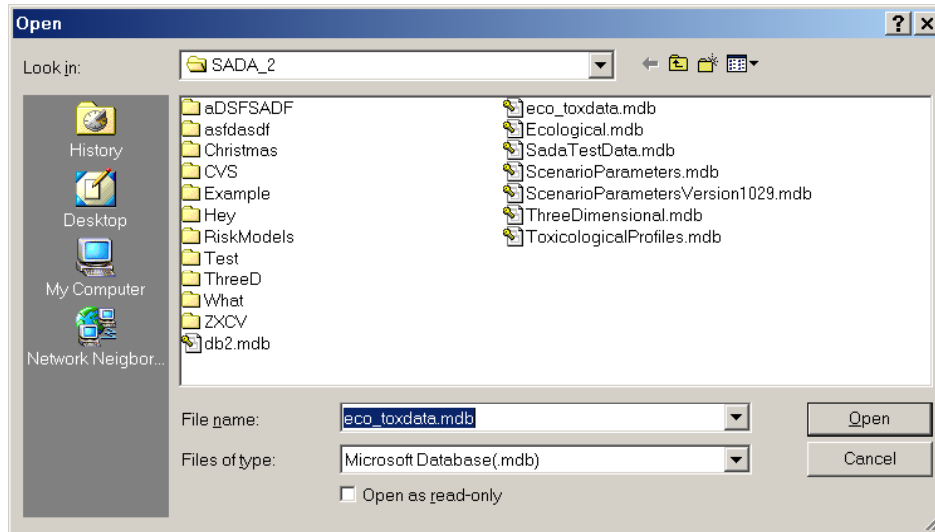 Open
Look in:
SADA_2
History
Desktop
My Computer
Network Neigbor...
aDSFSADF
asfdasdf
Christmas
CVS
Example
Hey
RiskModels
Test
ThreeD
What
ZXCV
db2.mdb
eco_toxdata.mdb
Ecological.mdb
SadaTestData.mdb
ScenarioParameters.mdb
ScenarioParametersVersion1029.mdb
ThreeDimensional.mdb
ToxicologicalProfiles.mdb
File name:
eco_toxdata.mdb
Open
Files of type:
Microsoft Database(.mdb)
Cancel
Open as read-only